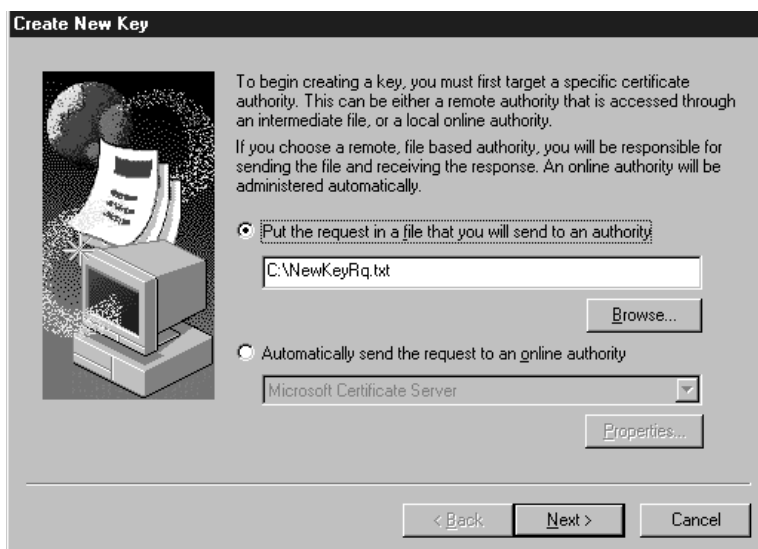 Create New Key
To begin creating a key, you must first target a specific certificate
authority. This can be either a remote authority that is accessed through
an intermediate file, or a local online authority.
If you choose a remote, file based authority, you will be responsible for
sending the file and receiving the response. An online authority will be
administered automatically.
Put the request in a file that you will send to an authority
C:\NewKeyRq.txt
Browse...
Automatically send the request to an online authority
Microsoft Certificate Server
Properties...
< Back
Next >
Cancel